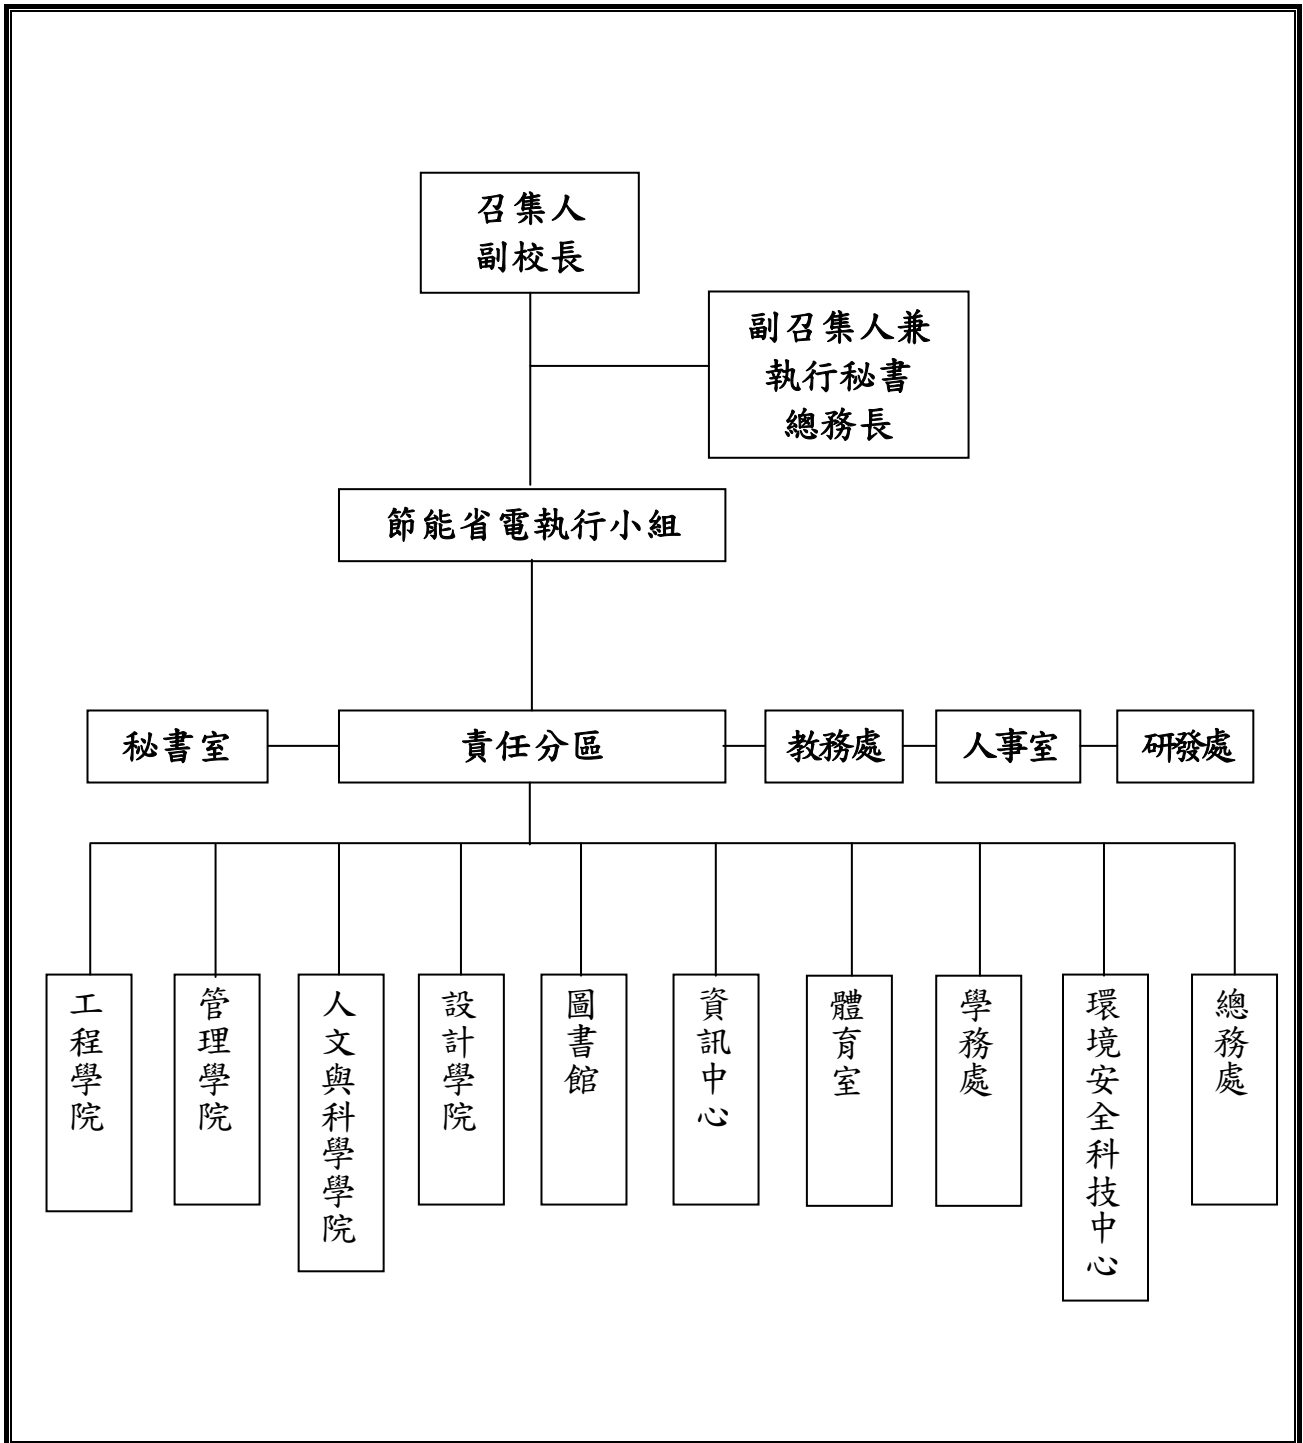 召集人
副校長
副召集人兼
執行秘書
總務長
節能省電執行小組
秘書室
責任分區
教務處
人事室
研發處
工程學院
管理學院
人文與科學學院
設計學院
圖書館
資訊中心
體育室
學務處
環境安全科技中心
總務處